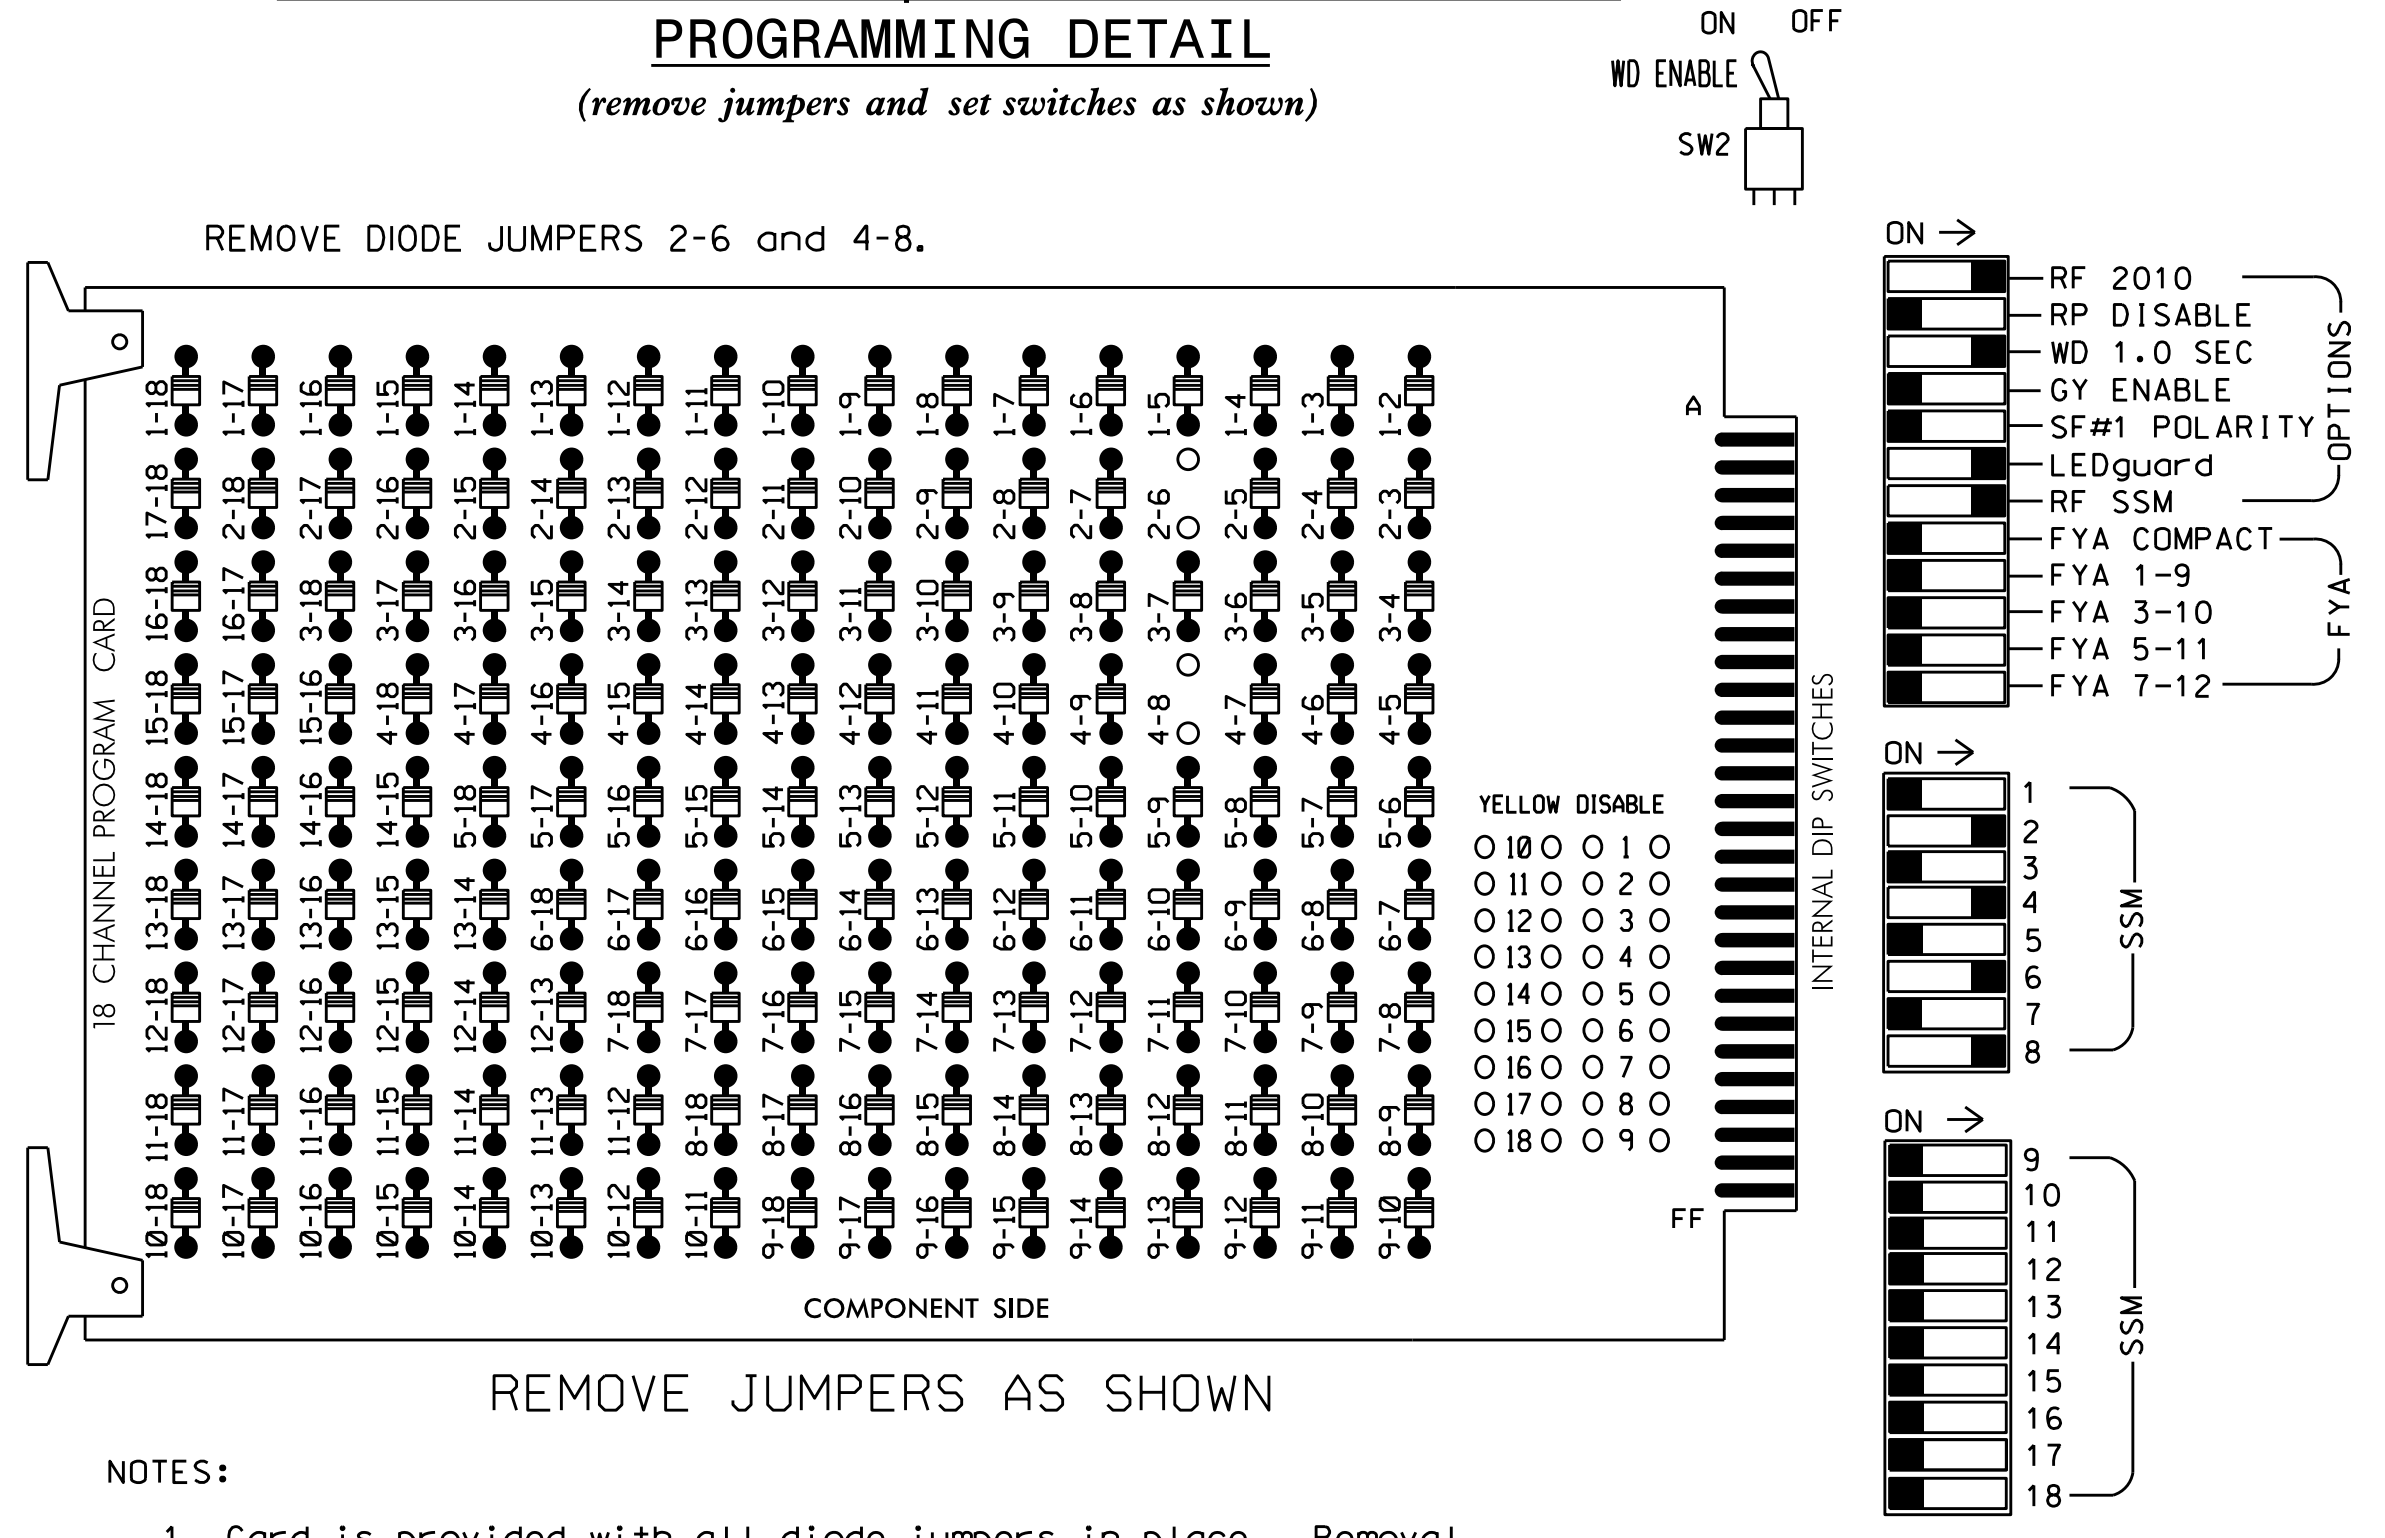 PROGRAMMING DETAIL
(remove jumpers and set switches as shown)
ON OFF
WD ENABLE
SW2
REMOVE DIODE JUMPERS 2-6 and 4-8.
18 CHANNEL PROGRAM CARD
1-18 1-17 1-16 1-15 1-14 1-13 1-12 1-11 1-10 1-9 1-8 1-7 1-6 1-5 1-4 1-3 1-2
17-18 2-18 2-17 2-16 2-15 2-14 2-13 2-12 2-11 2-10 2-9 2-8 2-7 2-6 2-5 2-4 2-3
16-18 16-17 3-18 3-17 3-16 3-15 3-14 3-13 3-12 3-11 3-10 3-9 3-8 3-7 3-6 3-5 3-4
15-18 15-17 15-16 4-18 4-17 4-16 4-15 4-14 4-13 4-12 4-11 4-10 4-9 4-8 4-7 4-6 4-5
14-18 14-17 14-16 14-15 5-18 5-17 5-16 5-15 5-14 5-13 5-12 5-11 5-10 5-9 5-8 5-7 5-6
13-18 13-17 13-16 13-15 13-14 6-18 6-17 6-16 6-15 6-14 6-13 6-12 6-11 6-10 6-9 6-8 6-7
12-18 12-17 12-16 12-15 12-14 12-13 7-18 7-17 7-16 7-15 7-14 7-13 7-12 7-11 7-10 7-9 7-8
11-18 11-17 11-16 11-15 11-14 11-13 11-12 8-18 8-17 8-16 8-15 8-14 8-13 8-12 8-11 8-10 8-9
10-18 10-17 10-16 10-15 10-14 10-13 10-12 10-11 9-18 9-17 9-16 9-15 9-14 9-13 9-12 9-11 9-10
A
YELLOW DISABLE
10 1
11 2
12 3
13 4
14 5
15 6
16 7
17 8
18 9
FF
COMPONENT SIDE
INTERNAL DIP SWITCHES
ON
RF 2010
RP DISABLE
WD 1.0 SEC
GY ENABLE
SF#1 POLARITY
LEDguard
RF SSM
OPTIONS
FYA COMPACT
FYA 1-9
FYA 3-10
FYA 5-11
FYA 7-12
FYA
ON
1
2
3
4
5
6
7
8
SSM
ON
9
10
11
12
13
14
15
16
17
18
SSM
REMOVE JUMPERS AS SHOWN
NOTES:
1. Card is provided with all diode jumpers in place. Removal